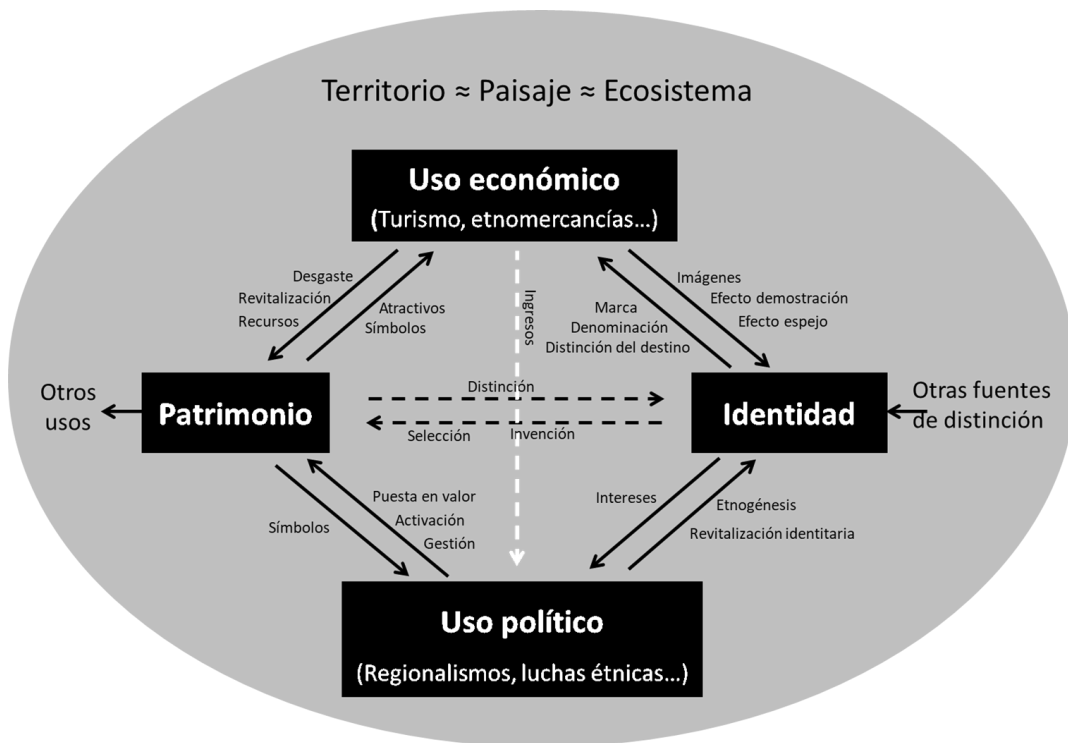 Territorio ≈ Paisaje ≈ Ecosistema
Uso económico
(Turismo, etnomercancías...)
Desgaste
Revitalización
Recursos
Atractivos
Símbolos
Ingresos
Imágenes
Efecto demostración
Efecto espejo
Marca
Denominación
Distinción del destino
Otros
usos
Patrimonio
Distinción
Selección
Invención
Identidad
Otras fuentes
de distinción
Símbolos
Puesta en valor
Activación
Gestión
Intereses
Etnogénesis
Revitalización identitaria
Uso político
(Regionalismos, luchas étnicas...)